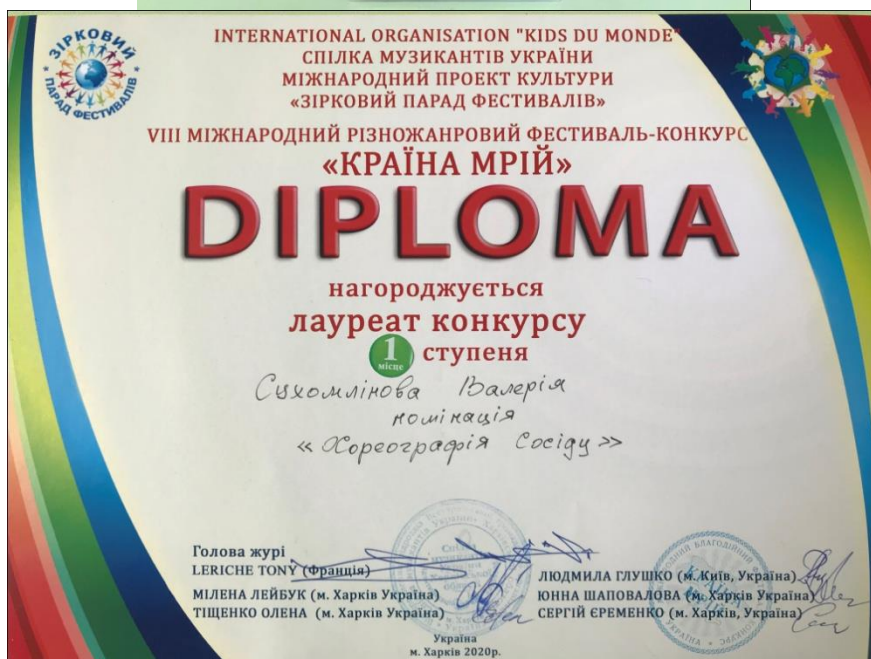 ЗІРКОВИЙ
ПАРАД ФЕСТИВАЛІВ
INTERNATIONAL ORGANISATION "KIDS DU MONDE"
СПІЛКА МУЗИКАНТІВ УКРАЇНИ
МІЖНАРОДНИЙ ПРОЕКТ КУЛЬТУРИ
«ЗІРКОВИЙ ПАРАД ФЕСТИВАЛІВ»
VIII МІЖНАРОДНИЙ РІЗНОЖАНРОВИЙ ФЕСТИВАЛЬ-КОНКУРС
«КРАЇНА МРІЙ»
DIPLOMA
нагороджується
лауреат конкурсу
1 місце ступеня
Сухомлінова Валерія
номінація
«Хореографія Сосіду»
Голова журі
LERICHE TONY (Франція)
МІЛЕНА ЛЕЙБУК (м. Харків Україна)
ТІЩЕНКО ОЛЕНА (м. Харків Україна)
ЛЮДМИЛА ГЛУШКО (м. Київ, Україна)
ЮННА ШАПОВАЛОВА (м. Харків, Україна)
СЕРГІЙ ЄРЕМЕНКО (м. Харків, Україна)
Україна
м. Харків 2020р.